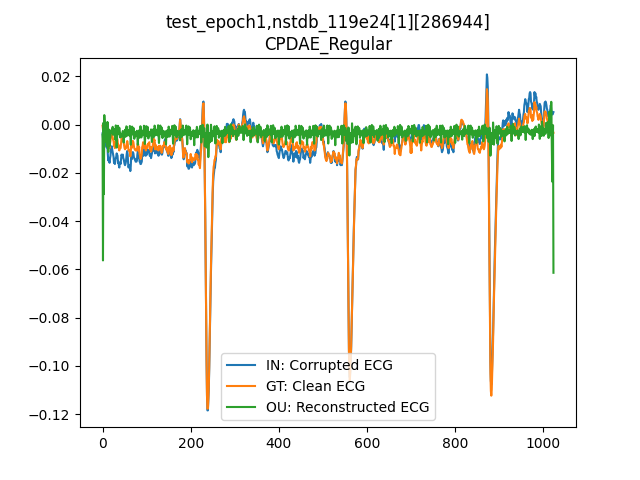 test_epoch1,nstdb_119e24[1][286944]
CPDAE_Regular
0.02
0.00
−0.02
−0.04
−0.06
−0.08
−0.10
−0.12
IN: Corrupted ECG
GT: Clean ECG
OU: Reconstructed ECG
0 200 400 600 800 1000